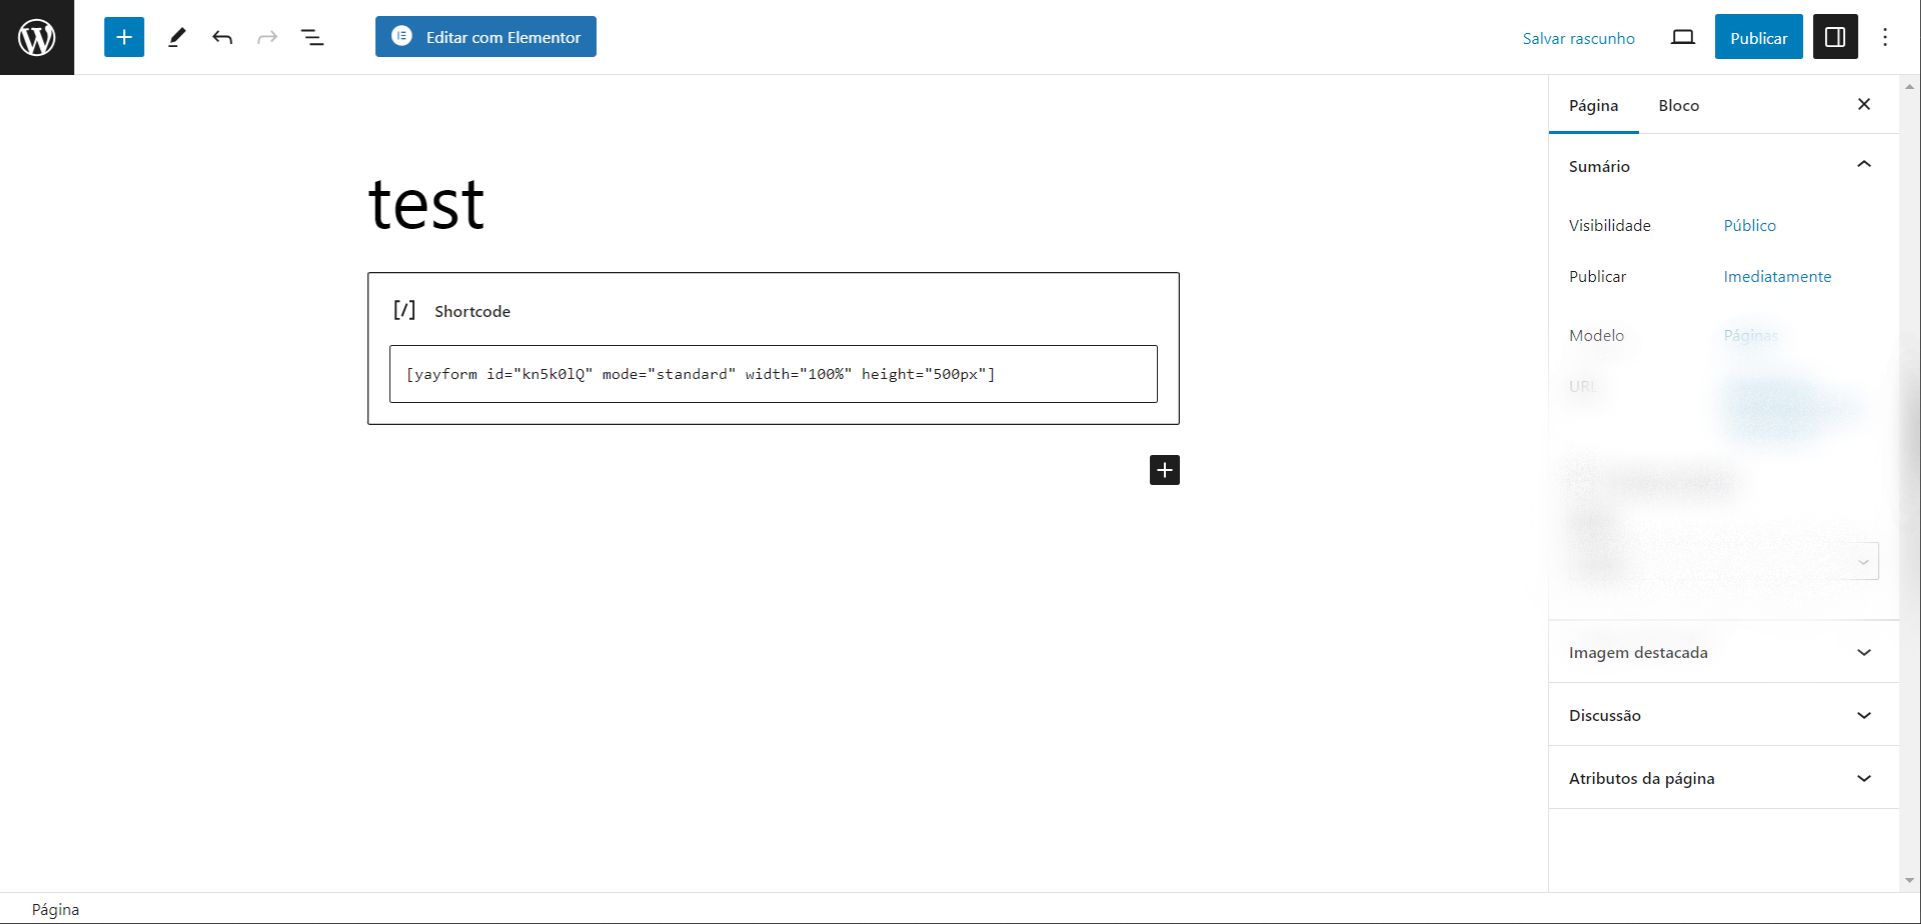 Editar com Elementor
Salvar rascunho
Publicar
Página
Bloco
test
Sumário
Visibilidade
Público
Publicar
Imediatamente
[/] Shortcode
Modelo
Páginas
[yayform id="kn5k0lQ" mode="standard" width="100%" height="500px"]
URL
Imagem destacada
Discussão
Atributos da página
Página